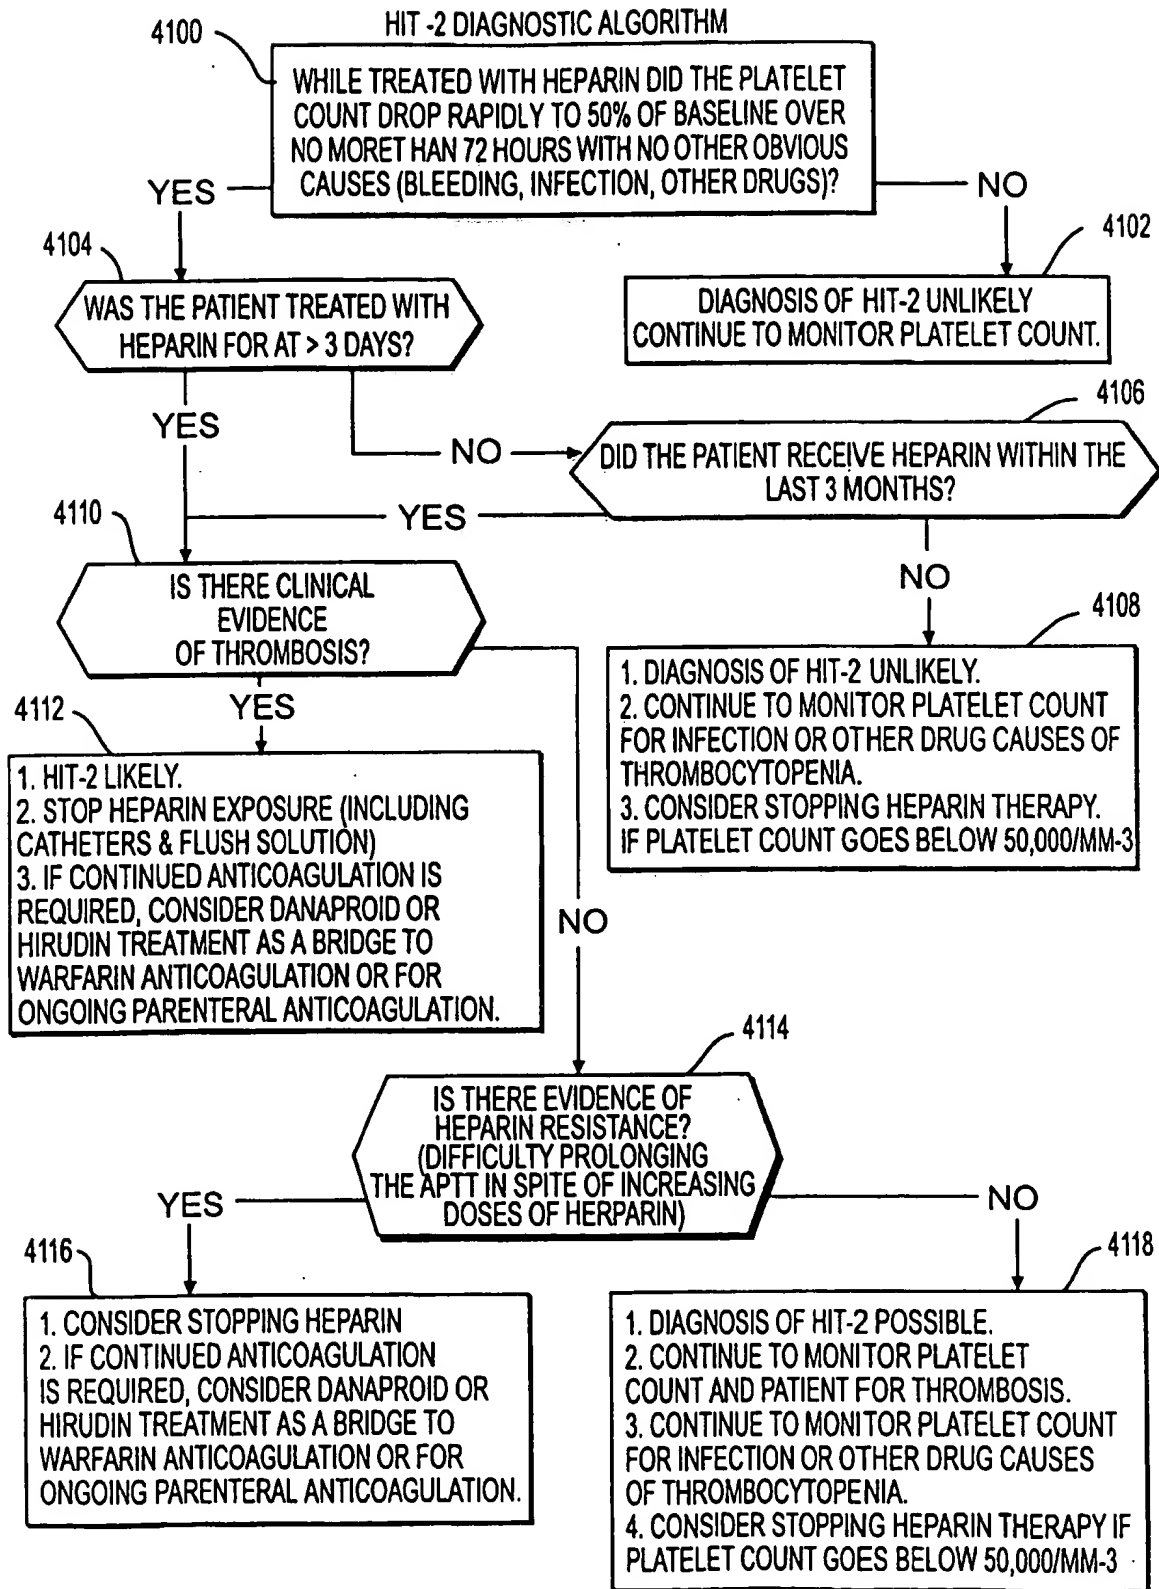 HIT -2 DIAGNOSTIC ALGORITHM
4100
WHILE TREATED WITH HEPARIN DID THE PLATELET
COUNT DROP RAPIDLY TO 50% OF BASELINE OVER
NO MORET HAN 72 HOURS WITH NO OTHER OBVIOUS
CAUSES (BLEEDING, INFECTION, OTHER DRUGS)?
YES
NO
4104
4102
WAS THE PATIENT TREATED WITH
HEPARIN FOR AT > 3 DAYS?
DIAGNOSIS OF HIT-2 UNLIKELY
CONTINUE TO MONITOR PLATELET COUNT.
YES
NO
4106
DID THE PATIENT RECEIVE HEPARIN WITHIN THE
LAST 3 MONTHS?
YES
NO
4110
IS THERE CLINICAL
EVIDENCE
OF THROMBOSIS?
4108
1. DIAGNOSIS OF HIT-2 UNLIKELY.
2. CONTINUE TO MONITOR PLATELET COUNT
FOR INFECTION OR OTHER DRUG CAUSES OF
THROMBOCYTOPENIA.
3. CONSIDER STOPPING HEPARIN THERAPY.
IF PLATELET COUNT GOES BELOW 50,000/MM-3
YES
4112
1. HIT-2 LIKELY.
2. STOP HEPARIN EXPOSURE (INCLUDING
CATHETERS & FLUSH SOLUTION)
3. IF CONTINUED ANTICOAGULATION IS
REQUIRED, CONSIDER DANAPROID OR
HIRUDIN TREATMENT AS A BRIDGE TO
WARFARIN ANTICOAGULATION OR FOR
ONGOING PARENTERAL ANTICOAGULATION.
NO
4114
IS THERE EVIDENCE OF
HEPARIN RESISTANCE?
(DIFFICULTY PROLONGING
THE APTT IN SPITE OF INCREASING
DOSES OF HERPARIN)
YES
NO
4116
1. CONSIDER STOPPING HEPARIN
2. IF CONTINUED ANTICOAGULATION
IS REQUIRED, CONSIDER DANAPROID OR
HIRUDIN TREATMENT AS A BRIDGE TO
WARFARIN ANTICOAGULATION OR FOR
ONGOING PARENTERAL ANTICOAGULATION.
4118
1. DIAGNOSIS OF HIT-2 POSSIBLE.
2. CONTINUE TO MONITOR PLATELET
COUNT AND PATIENT FOR THROMBOSIS.
3. CONTINUE TO MONITOR PLATELET COUNT
FOR INFECTION OR OTHER DRUG CAUSES
OF THROMBOCYTOPENIA.
4. CONSIDER STOPPING HEPARIN THERAPY IF
PLATELET COUNT GOES BELOW 50,000/MM-3